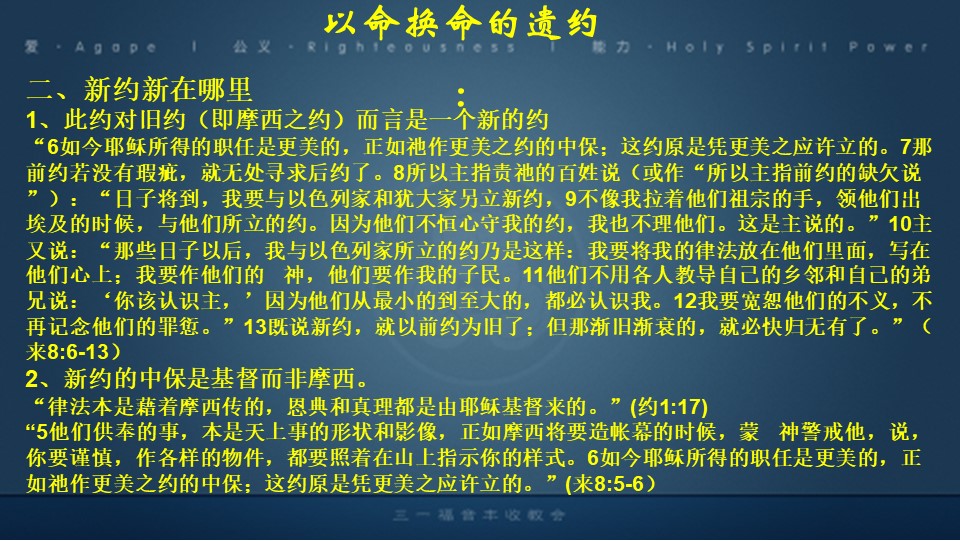 以命换命的遗约
爱 · Agape | 公义 · Righteousness | 能力 · Holy Spirit Power
二、新约新在哪里 :
1、此约对旧约（即摩西之约）而言是一个新的约
“6如今耶稣所得的职任是更美的，正如祂作更美之约的中保；这约原是凭更美之应许立的。7那
前约若没有瑕疵，就无处寻求后约了。8所以主指责祂的百姓说（或作“所以主指前约的缺欠说
”）：“日子将到，我要与以色列家和犹大家另立新约，9不像我拉着他们祖宗的手，领他们出
埃及的时候，与他们所立的约。因为他们不恒心守我的约，我也不理他们。这是主说的。”10主
又说：“那些日子以后，我与以色列家所立的约乃是这样：我要将我的律法放在他们里面，写在
他们心上；我要作他们的　神，他们要作我的子民。11他们不用各人教导自己的乡邻和自己的弟
兄说：‘你该认识主，’因为他们从最小的到至大的，都必认识我。12我要宽恕他们的不义，不
再记念他们的罪愆。”13既说新约，就以前约为旧了；但那渐旧渐衰的，就必快归无有了。”（
来8:6-13）
2、新约的中保是基督而非摩西。
“律法本是藉着摩西传的，恩典和真理都是由耶稣基督来的。”(约1:17)
“5他们供奉的事，本是天上事的形状和影像，正如摩西将要造帐幕的时候，蒙　神警戒他，说，
你要谨慎，作各样的物件，都要照着在山上指示你的样式。6如今耶稣所得的职任是更美的，正
如祂作更美之约的中保；这约原是凭更美之应许立的。”(来8:5-6）
三一福音丰收教会